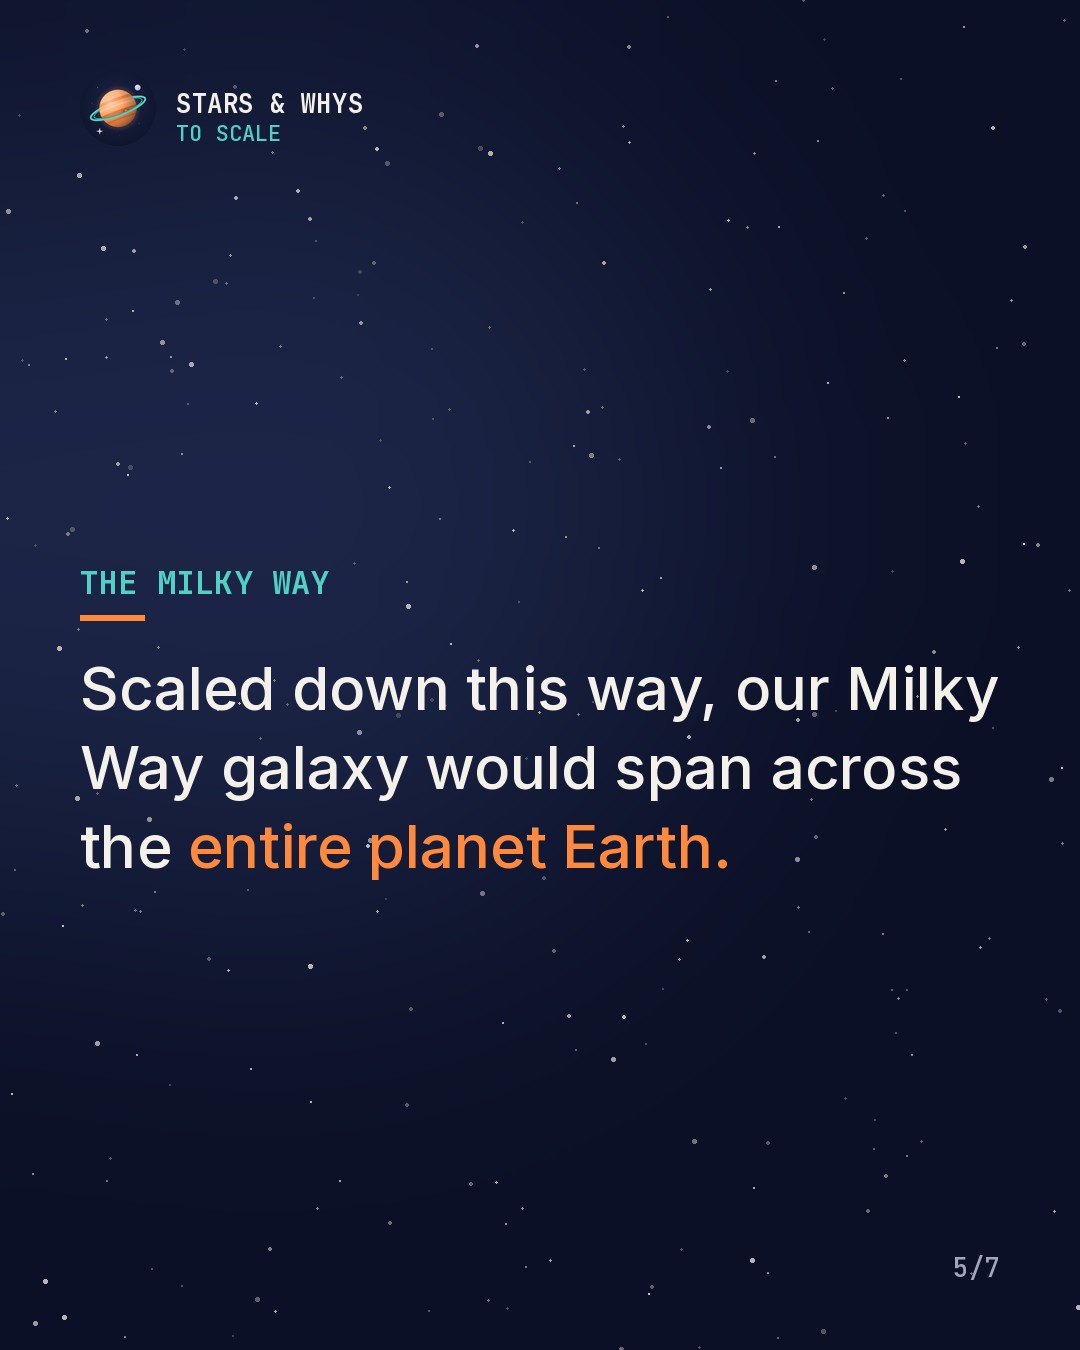 STARS & WHYS
TO SCALE
THE MILKY WAY
Scaled down this way, our Milky
Way galaxy would span across
the entire planet Earth.
5/7